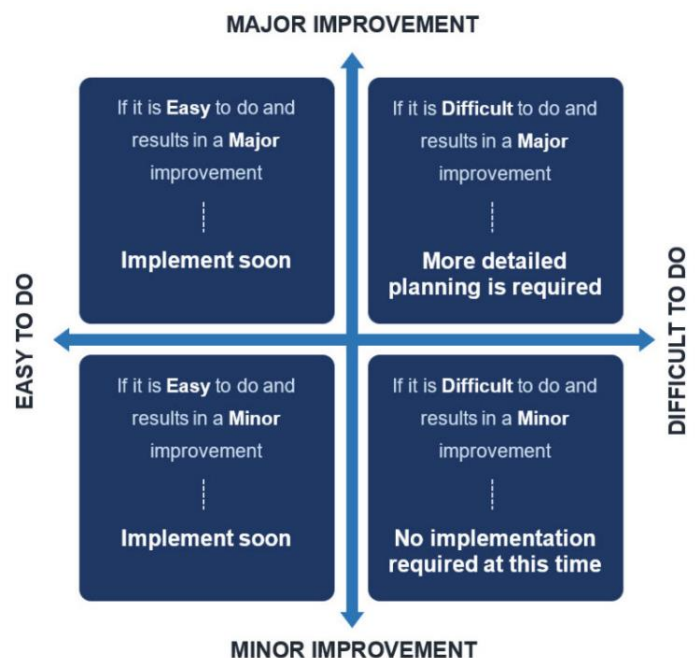 MAJOR IMPROVEMENT
If it is Easy to do and
results in a Major
improvement
Implement soon
If it is Difficult to do and
results in a Major
improvement
More detailed
planning is required
EASY TO DO
DIFFICULT TO DO
If it is Easy to do and
results in a Minor
improvement
Implement soon
If it is Difficult to do and
results in a Minor
improvement
No implementation
required at this time
MINOR IMPROVEMENT